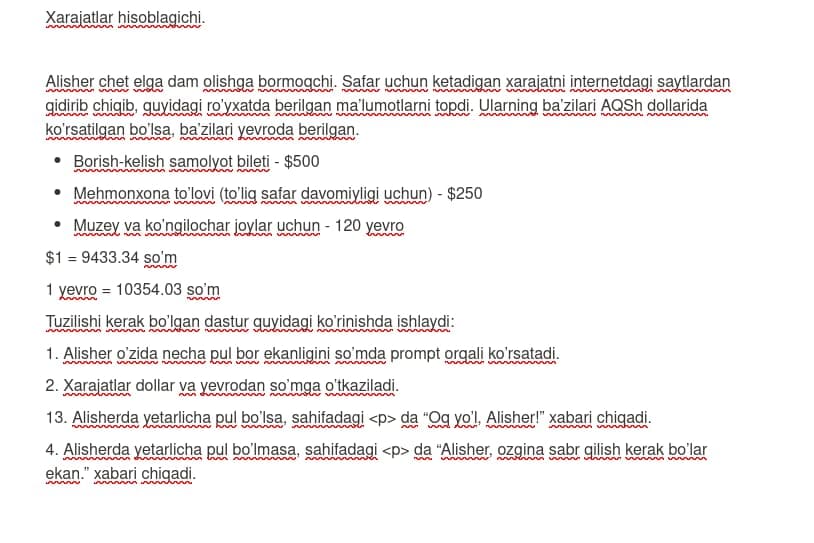 Xarajatlar hisoblagichi.
Alisher chet elga dam olishga bormoqchi. Safar uchun ketadigan xarajatni internetdagi saytlardan
qidirib chiqib, quyidagi ro’yxatda berilgan ma’lumotlarni topdi. Ularning ba’zilari AQSh dollarida
ko’rsatilgan bo’lsa, ba’zilari yevroda berilgan.
• Borish-kelish samolyot bileti - $500
• Mehmonxona to’lovi (to’liq safar davomiyligi uchun) - $250
• Muzey va ko’ngilochar joylar uchun - 120 yevro
$1 = 9433.34 so’m
1 yevro = 10354.03 so’m
Tuzilishi kerak bo’lgan dastur quyidagi ko’rinishda ishlaydi:
1. Alisher o’zida necha pul bor ekanligini so’mda prompt orqali ko’rsatadi.
2. Xarajatlar dollar va yevrodan so’mga o’tkaziladi.
13. Alisherda yetarlicha pul bo’lsa, sahifadagi <p> da “Oq yo’l, Alisher!” xabari chiqadi.
4. Alisherda yetarlicha pul bo’lmasa, sahifadagi <p> da “Alisher, ozgina sabr qilish kerak bo’lar
ekan.” xabari chiqadi.